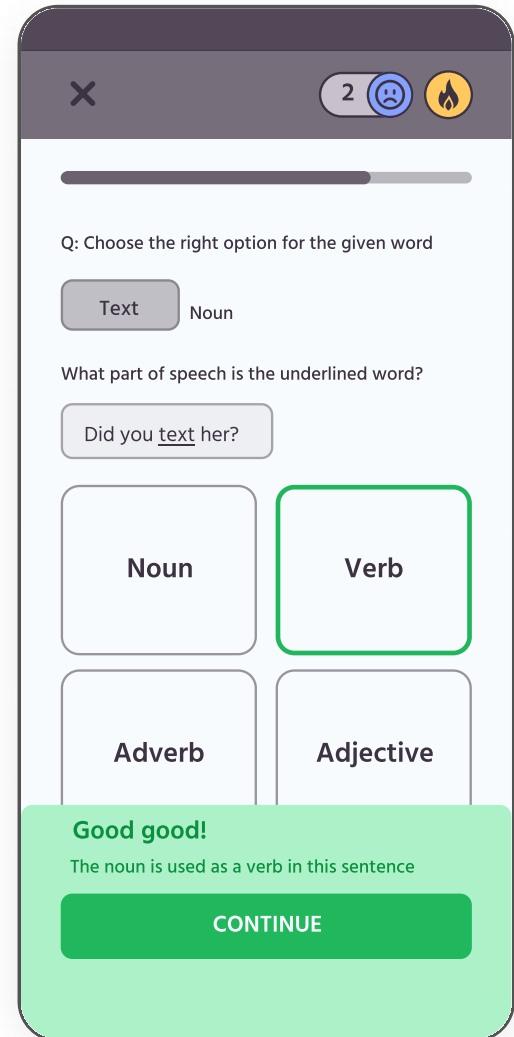 2
Q: Choose the right option for the given word
Text Noun
What part of speech is the underlined word?
Did you text her?
Noun
Verb
Adverb
Adjective
Good good!
The noun is used as a verb in this sentence
CONTINUE